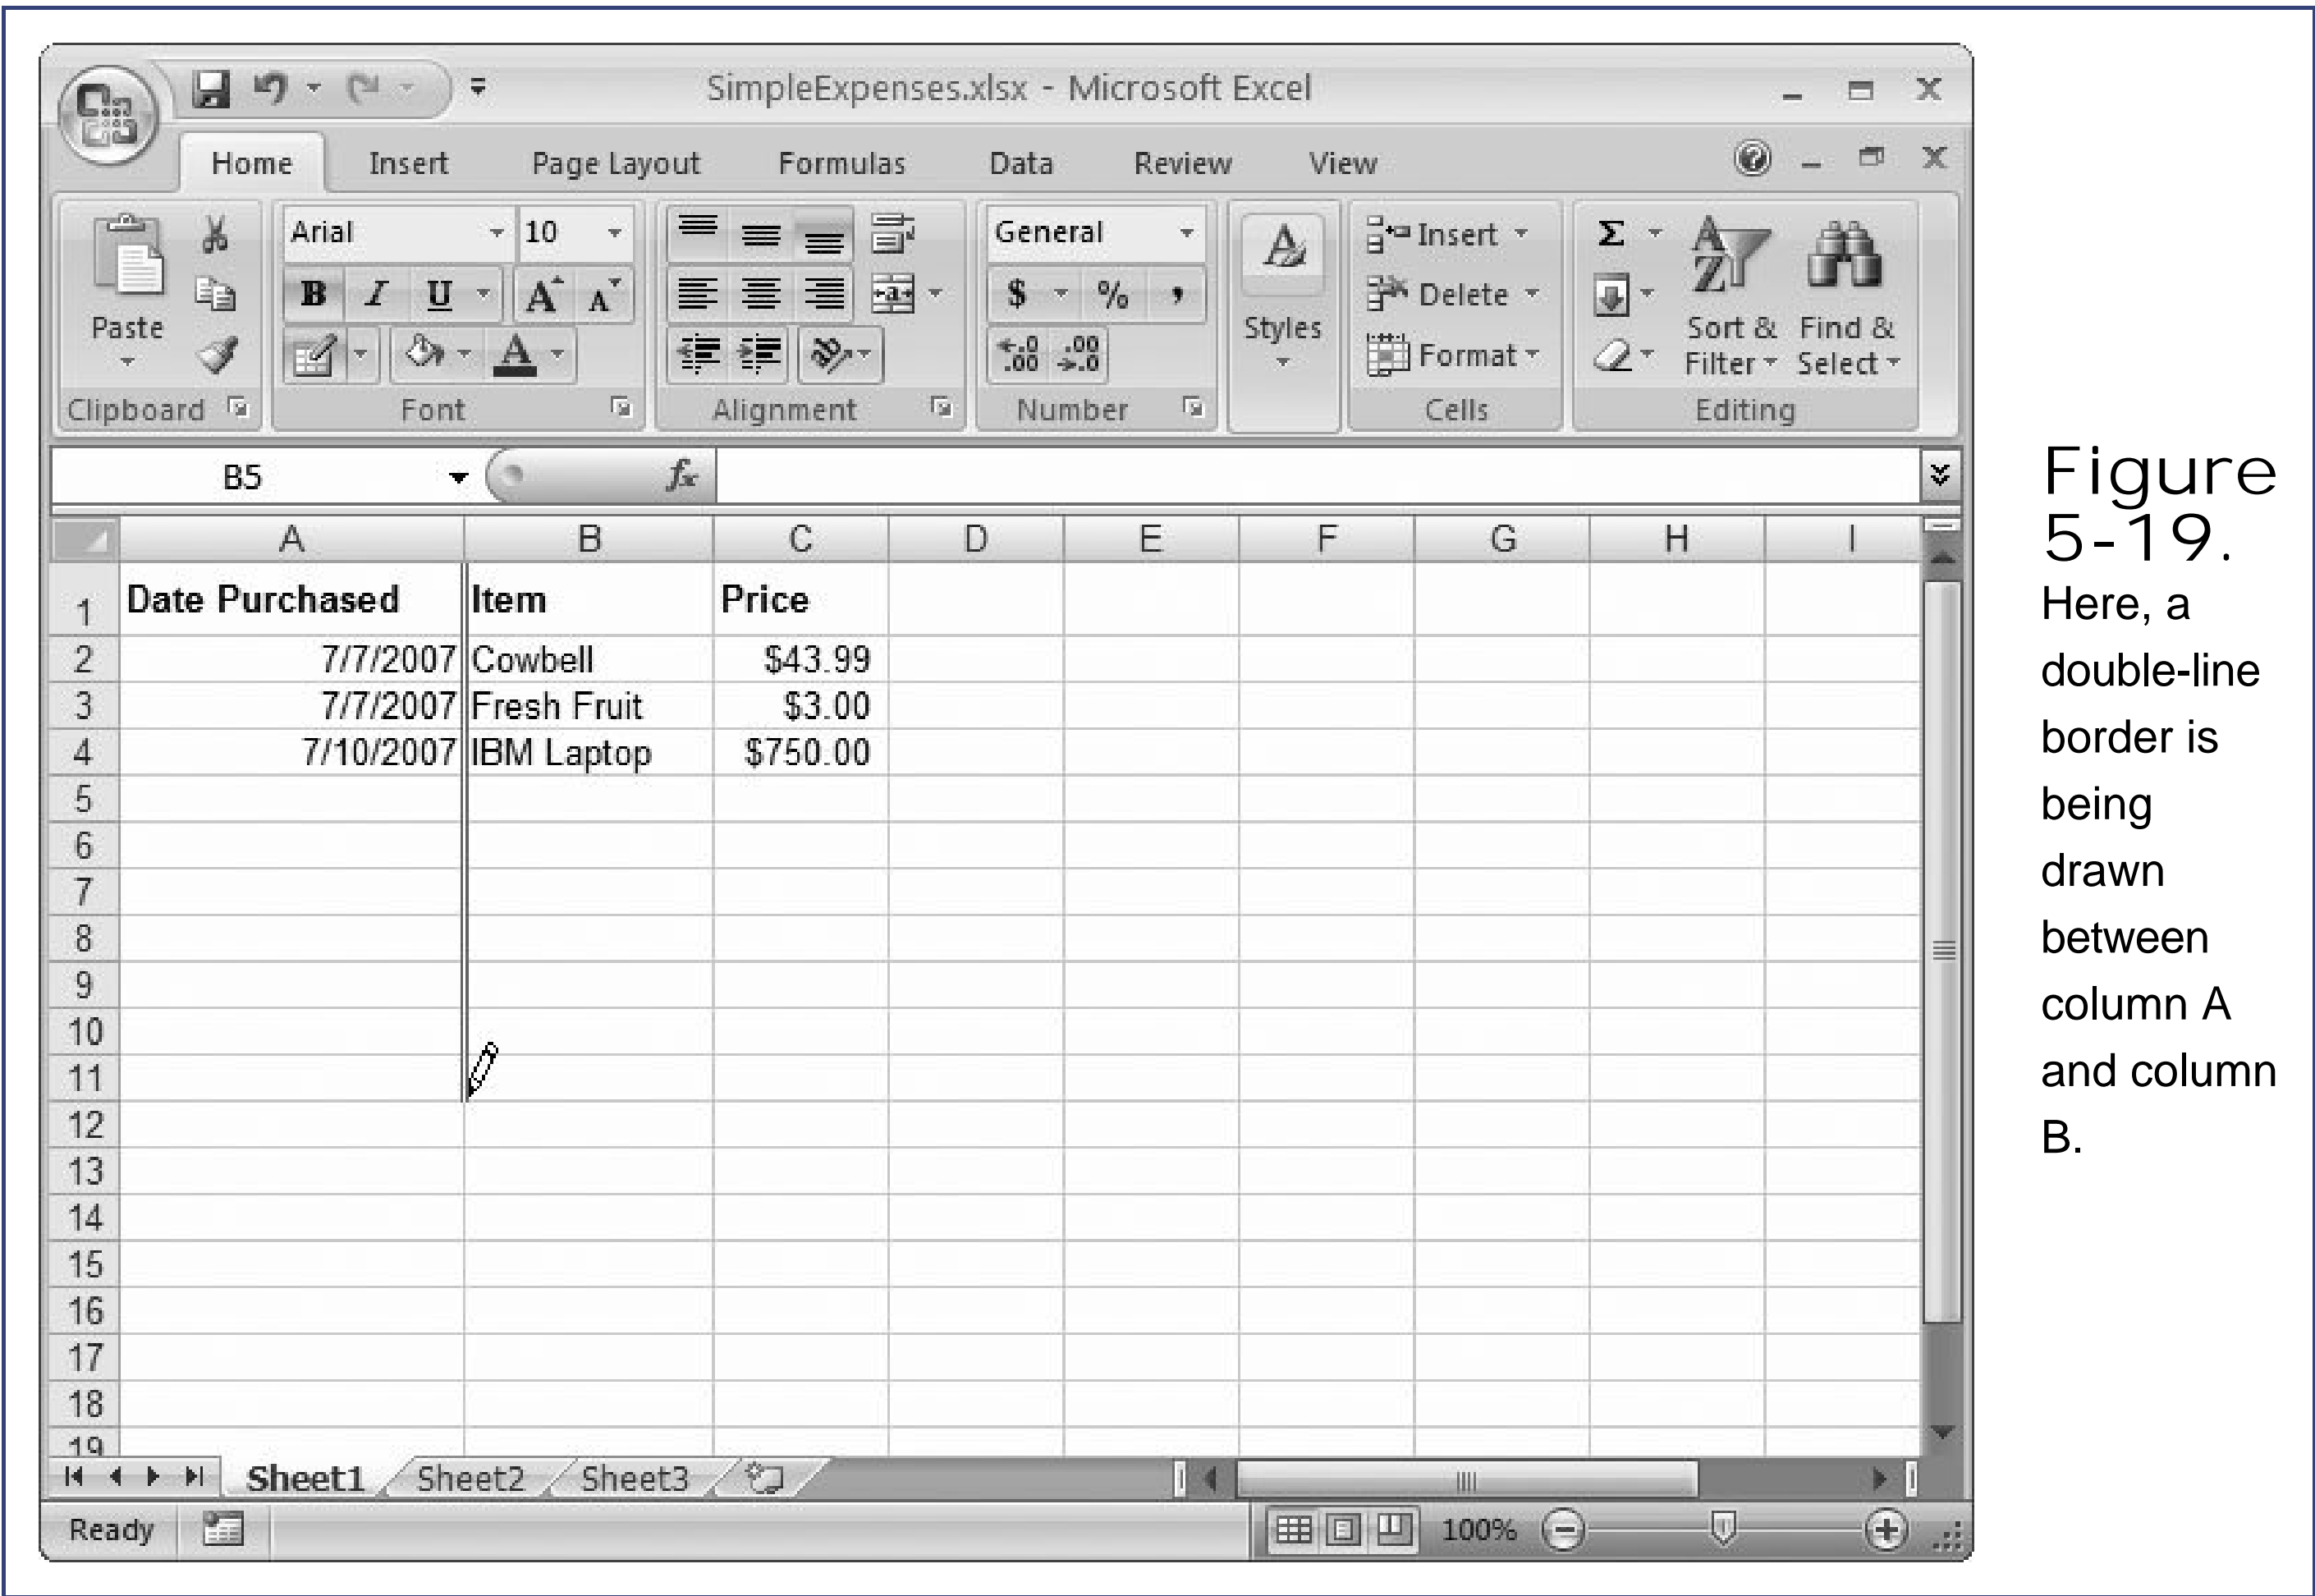 SimpleExpenses.xlsx - Microsoft Excel
Home Insert Page Layout Formulas Data Review View
Arial 10 General Insert Σ
B I U A A $ % , Delete
Paste Styles Sort & Find &
A .00 .00 Format Filter Select
Clipboard Font Alignment Number Cells Editing
B5 fx
A B C D E F G H I
1 Date Purchased Item Price
2 7/7/2007 Cowbell $43.99
3 7/7/2007 Fresh Fruit $3.00
4 7/10/2007 IBM Laptop $750.00
5
6
7
8
9
10
11
12
13
14
15
16
17
18
19
Sheet1 Sheet2 Sheet3
Ready 100%
Figure
5-19.
Here, a
double-line
border is
being
drawn
between
column A
and column
B.